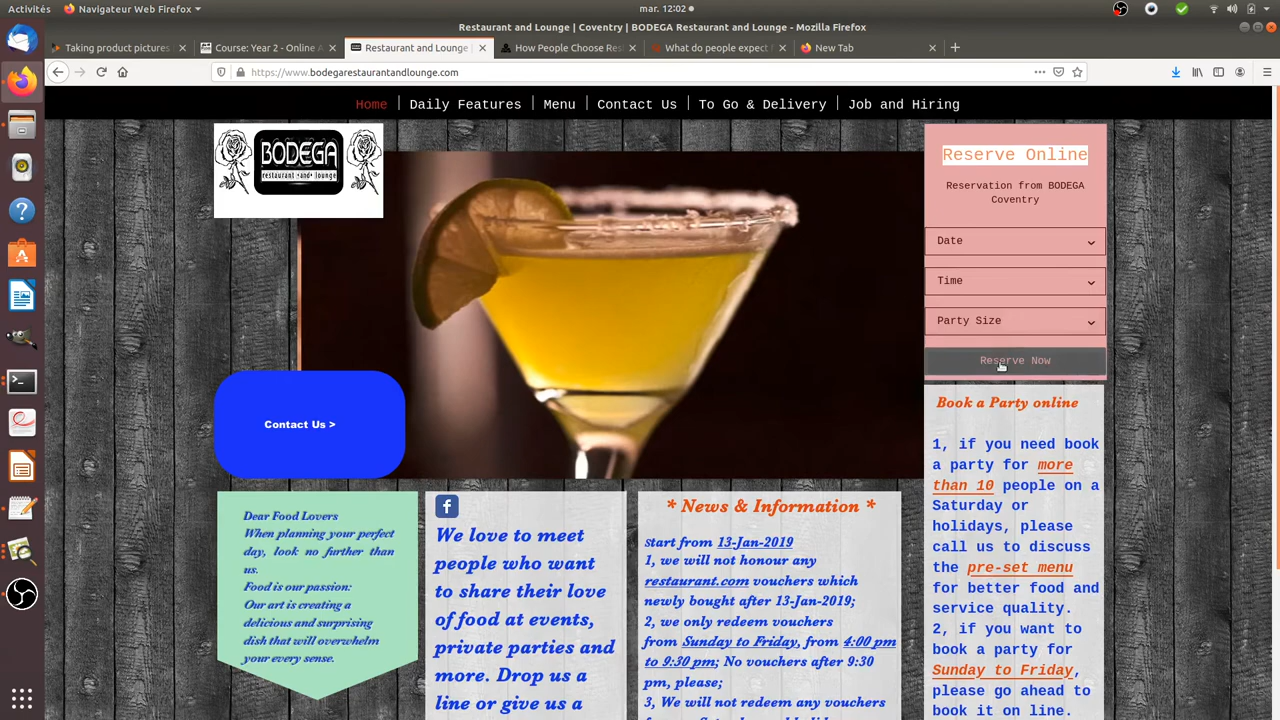 Activités
Navigateur Web Firefox
mar. 12:02
Restaurant and Lounge | Coventry | BODEGA Restaurant and Lounge - Mozilla Firefox
Taking product pictures
Course: Year 2 - Online A
Restaurant and Lounge |
How People Choose Res
What do people expect f
New Tab
https://www.bodegarestaurantandlounge.com
Home
Daily Features
Menu
Contact Us
To Go & Delivery
Job and Hiring
BODEGA
restaurant and lounge
Contact Us >
Reserve Online
Reservation from BODEGA
Coventry
Date
Time
Party Size
Reserve Now
Dear Food Lovers
When planning your perfect
day, look no further than
us.
Food is our passion:
Our art is creating a
delicious and surprising
dish that will overwhelm
your every sense.
We love to meet
people who want
to share their love
of food at events,
private parties and
more. Drop us a
line or give us a
* News & Information *
start from 13-Jan-2019
1, we will not honour any
restaurant.com vouchers which
newly bought after 13-Jan-2019;
2, we only redeem vouchers
from Sunday to Friday, from 4:00 pm
to 9:30 pm; No vouchers after 9:30
pm, please;
3, We will not redeem any vouchers
Book a Party online
1, if you need book
a party for more
than 10 people on a
Saturday or
holidays, please
call us to discuss
the pre-set menu
for better food and
service quality.
2, if you want to
book a party for
Sunday to Friday,
please go ahead to
book it on line.